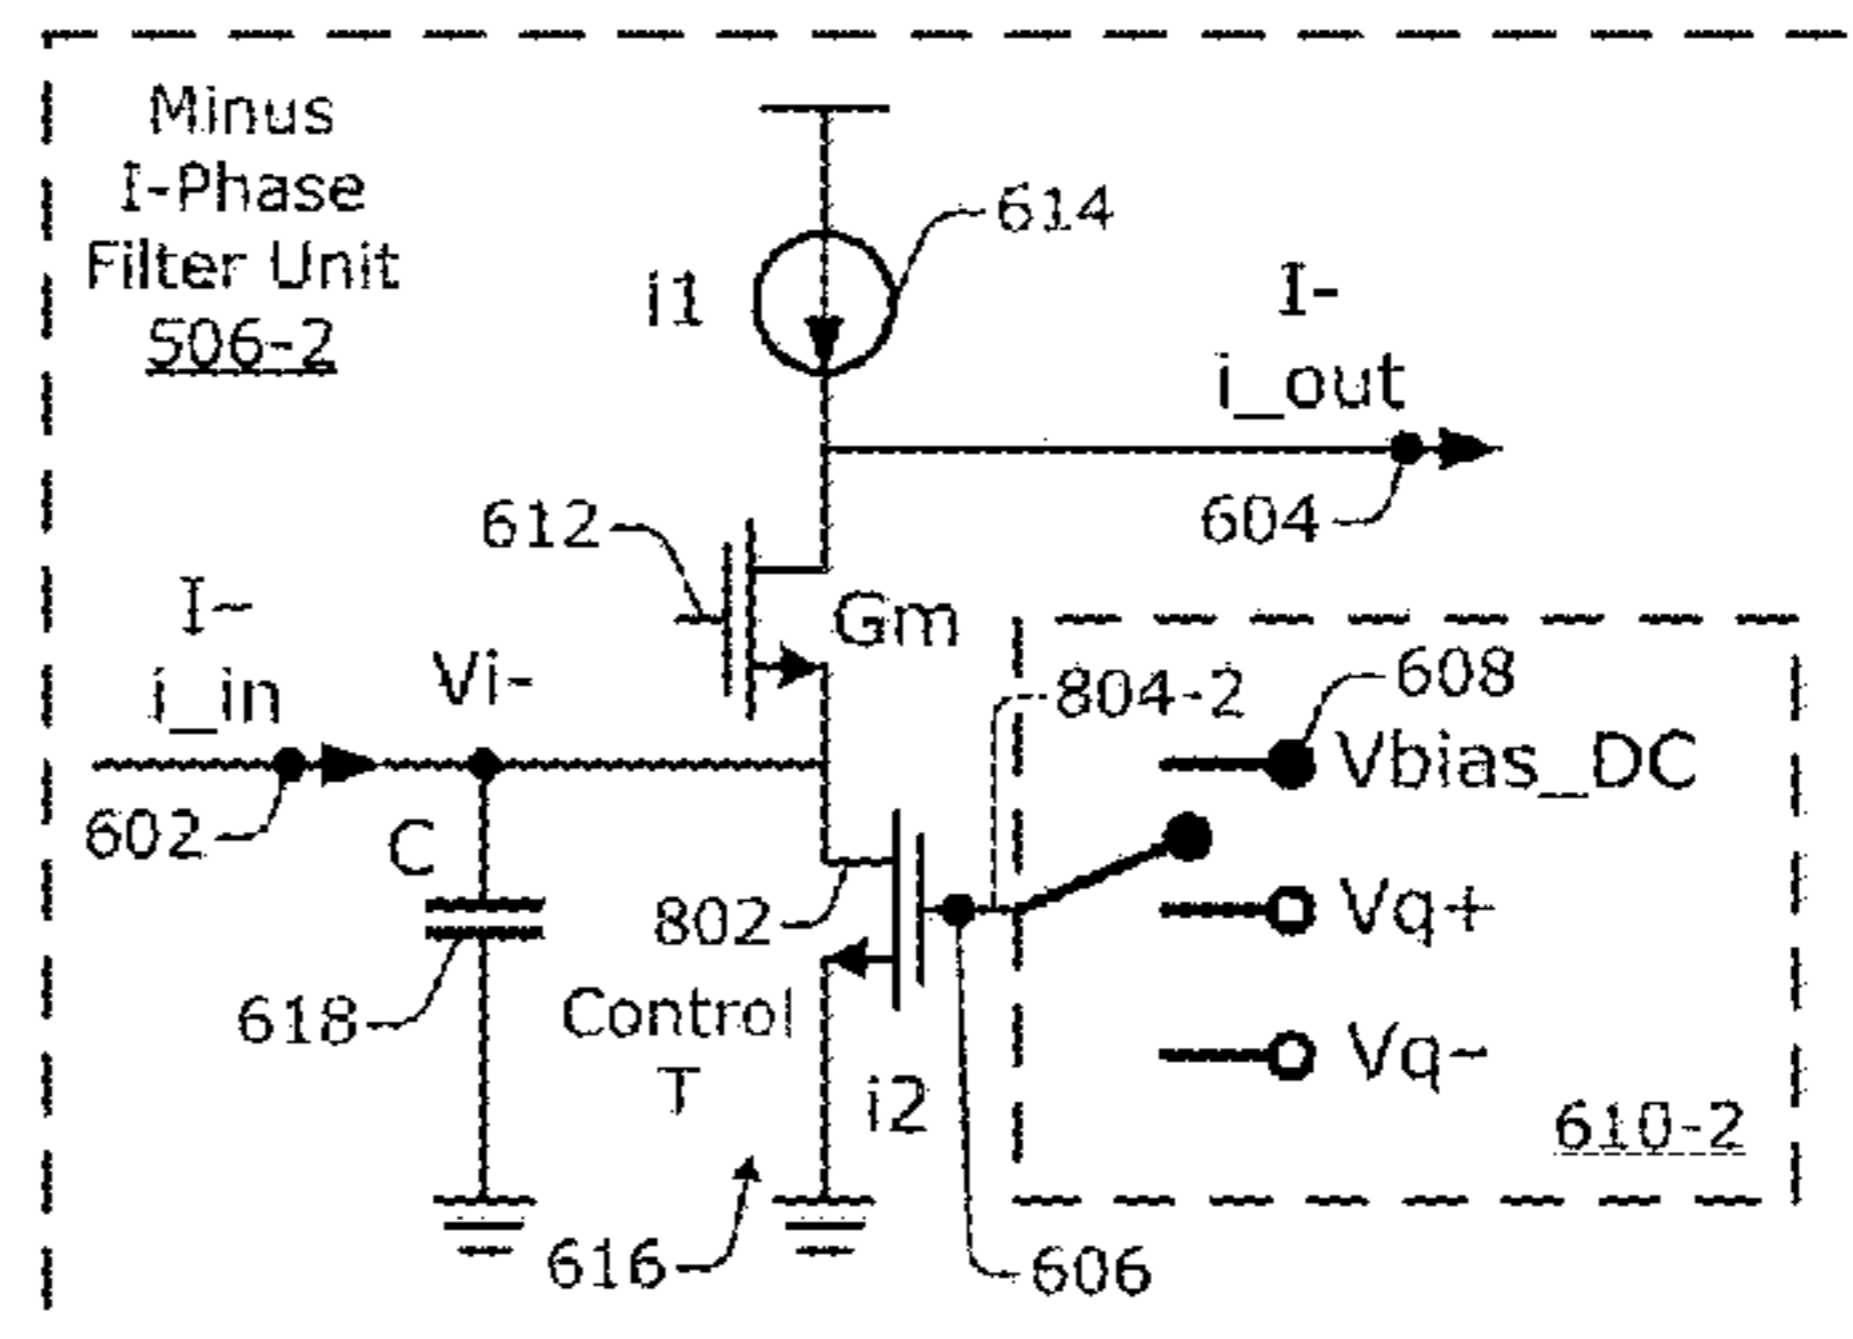 Minus
I-Phase
Filter Unit
506-2
614
i1
I-
i_out
604
612
Gm
I-
i_in
Vi-
602
C
618
802
Control
T
i2
616
804-2
608
Vbias_DC
Vq+
Vq-
610-2
606